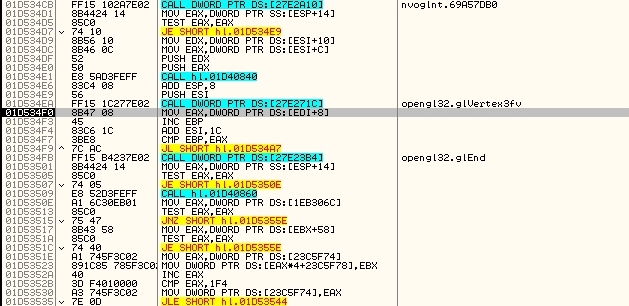 01D534CB FF15 102A7E02 CALL DWORD PTR DS:[27E2A10] nvoglnt.69A57DB0
01D534D1 8B4424 14 MOV EAX,DWORD PTR SS:[ESP+14]
01D534D5 85C0 TEST EAX,EAX
01D534D7 74 10 JE SHORT hl.01D534E9
01D534D9 8B56 10 MOV EDX,DWORD PTR DS:[ESI+10]
01D534DC 8B46 0C MOV EAX,DWORD PTR DS:[ESI+C]
01D534DF 52 PUSH EDX
01D534E0 50 PUSH EAX
01D534E1 E8 5AD3FEFF CALL hl.01D40840
01D534E6 83C4 08 ADD ESP,8
01D534E9 56 PUSH ESI
01D534EA FF15 1C277E02 CALL DWORD PTR DS:[27E271C] opengl32.glVertex3fv
01D534F0 8B47 08 MOV EAX,DWORD PTR DS:[EDI+8]
01D534F3 45 INC EBP
01D534F4 83C6 1C ADD ESI,1C
01D534F7 3BE8 CMP EBP,EAX
01D534F9 7C AC JL SHORT hl.01D534A7
01D534FB FF15 B4237E02 CALL DWORD PTR DS:[27E23B4] opengl32.glEnd
01D53501 8B4424 14 MOV EAX,DWORD PTR SS:[ESP+14]
01D53505 85C0 TEST EAX,EAX
01D53507 74 05 JE SHORT hl.01D5350E
01D53509 E8 52D3FEFF CALL hl.01D40860
01D5350E A1 6C30EB01 MOV EAX,DWORD PTR DS:[1EB306C]
01D53513 85C0 TEST EAX,EAX
01D53515 75 47 JNZ SHORT hl.01D5355E
01D53517 8B43 58 MOV EAX,DWORD PTR DS:[EBX+58]
01D5351A 85C0 TEST EAX,EAX
01D5351C 74 40 JE SHORT hl.01D5355E
01D5351E A1 745F3C02 MOV EAX,DWORD PTR DS:[23C5F74]
01D53523 891C85 785F3C02 MOV DWORD PTR DS:[EAX*4+23C5F78],EBX
01D5352A 40 INC EAX
01D5352B 3D F4010000 CMP EAX,1F4
01D53530 A3 745F3C02 MOV DWORD PTR DS:[23C5F74],EAX
01D53535 7E 0D JLE SHORT hl.01D53544